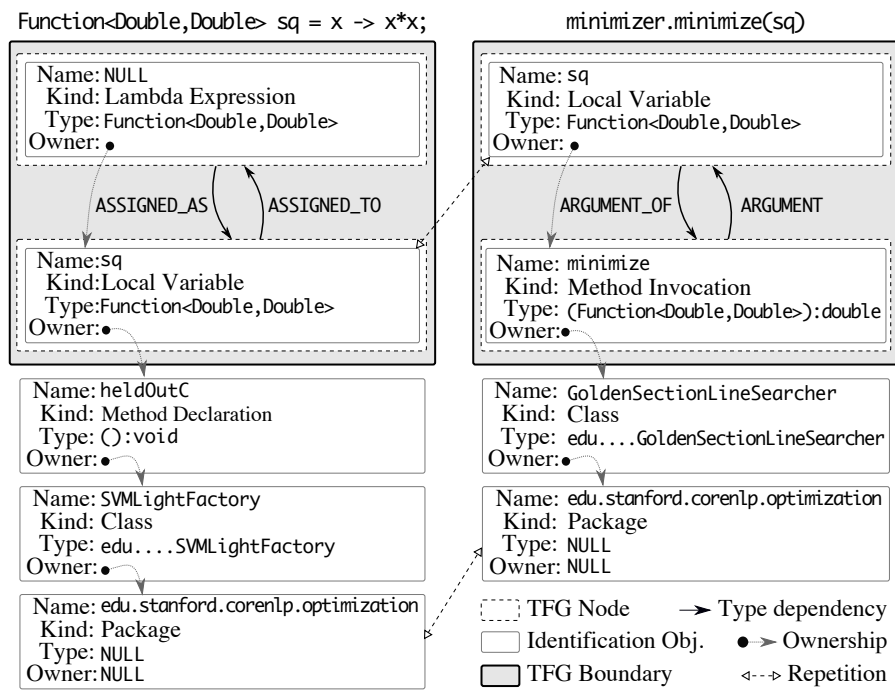 Function<Double,Double> sq = x -> x*x;
Name: NULL
Kind: Lambda Expression
Type: Function<Double,Double>
Owner:
ASSIGNED_AS
ASSIGNED_TO
Name: sq
Kind: Local Variable
Type: Function<Double,Double>
Owner:
Name: heldOutC
Kind: Method Declaration
Type: ():void
Owner:
Name: SVMLightFactory
Kind: Class
Type: edu....SVMLightFactory
Owner:
Name: edu.stanford.corenlp.optimization
Kind: Package
Type: NULL
Owner: NULL
minimizer.minimize(sq)
Name: sq
Kind: Local Variable
Type: Function<Double,Double>
Owner:
ARGUMENT_OF
ARGUMENT
Name: minimize
Kind: Method Invocation
Type: (Function<Double,Double>):double
Owner:
Name: GoldenSectionLineSearcher
Kind: Class
Type: edu....GoldenSectionLineSearcher
Owner:
Name: edu.stanford.corenlp.optimization
Kind: Package
Type: NULL
Owner: NULL
TFG Node
Type dependency
Identification Obj.
Ownership
TFG Boundary
Repetition